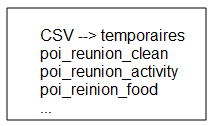 CSV --> temporaires
poi_reunion_clean
poi_reunion_activity
poi_reinion_food
...